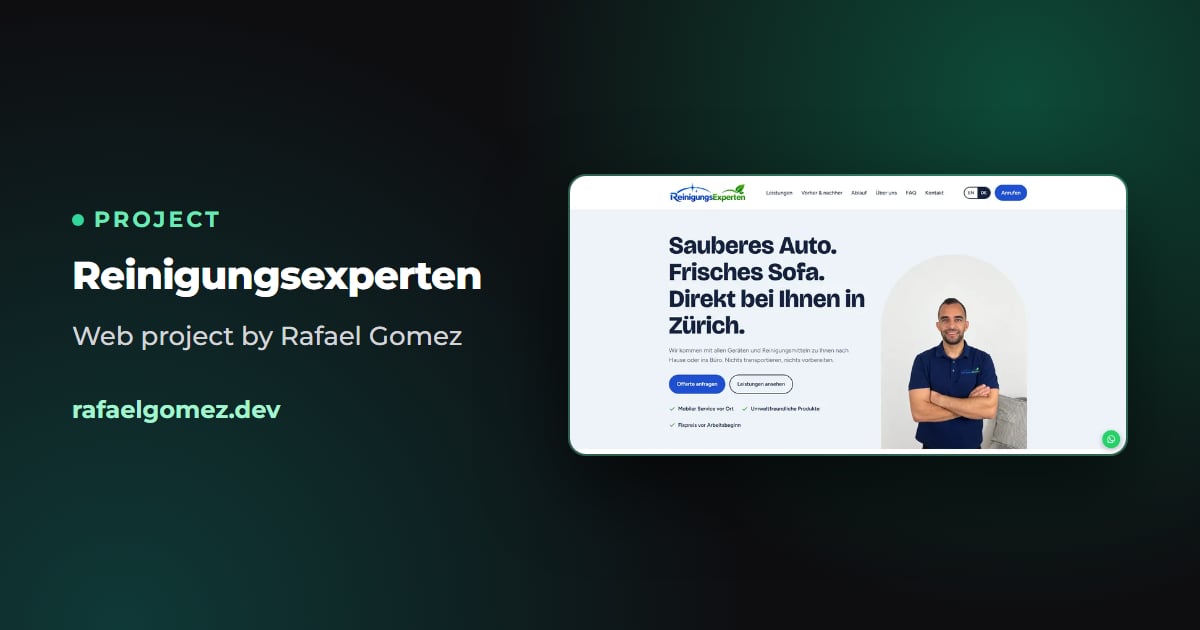 PROJECT
Reinigungsexperten
Web project by Rafael Gomez
rafaelgomez.dev
ReinigungsExperten
Leistungen Vorher & nachher Ablauf Über uns FAQ Kontakt EN DE Anrufen
Sauberes Auto.
Frisches Sofa.
Direkt bei Ihnen in
Zürich.
Wir kommen mit allen Geräten und Reinigungsmitteln zu Ihnen nach
Hause oder ins Büro. Nichts transportieren, nichts vorbereiten.
Offerte anfragen Leistungen ansehen
Mobiler Service vor Ort Umweltfreundliche Produkte
Fixpreis vor Arbeitsbeginn